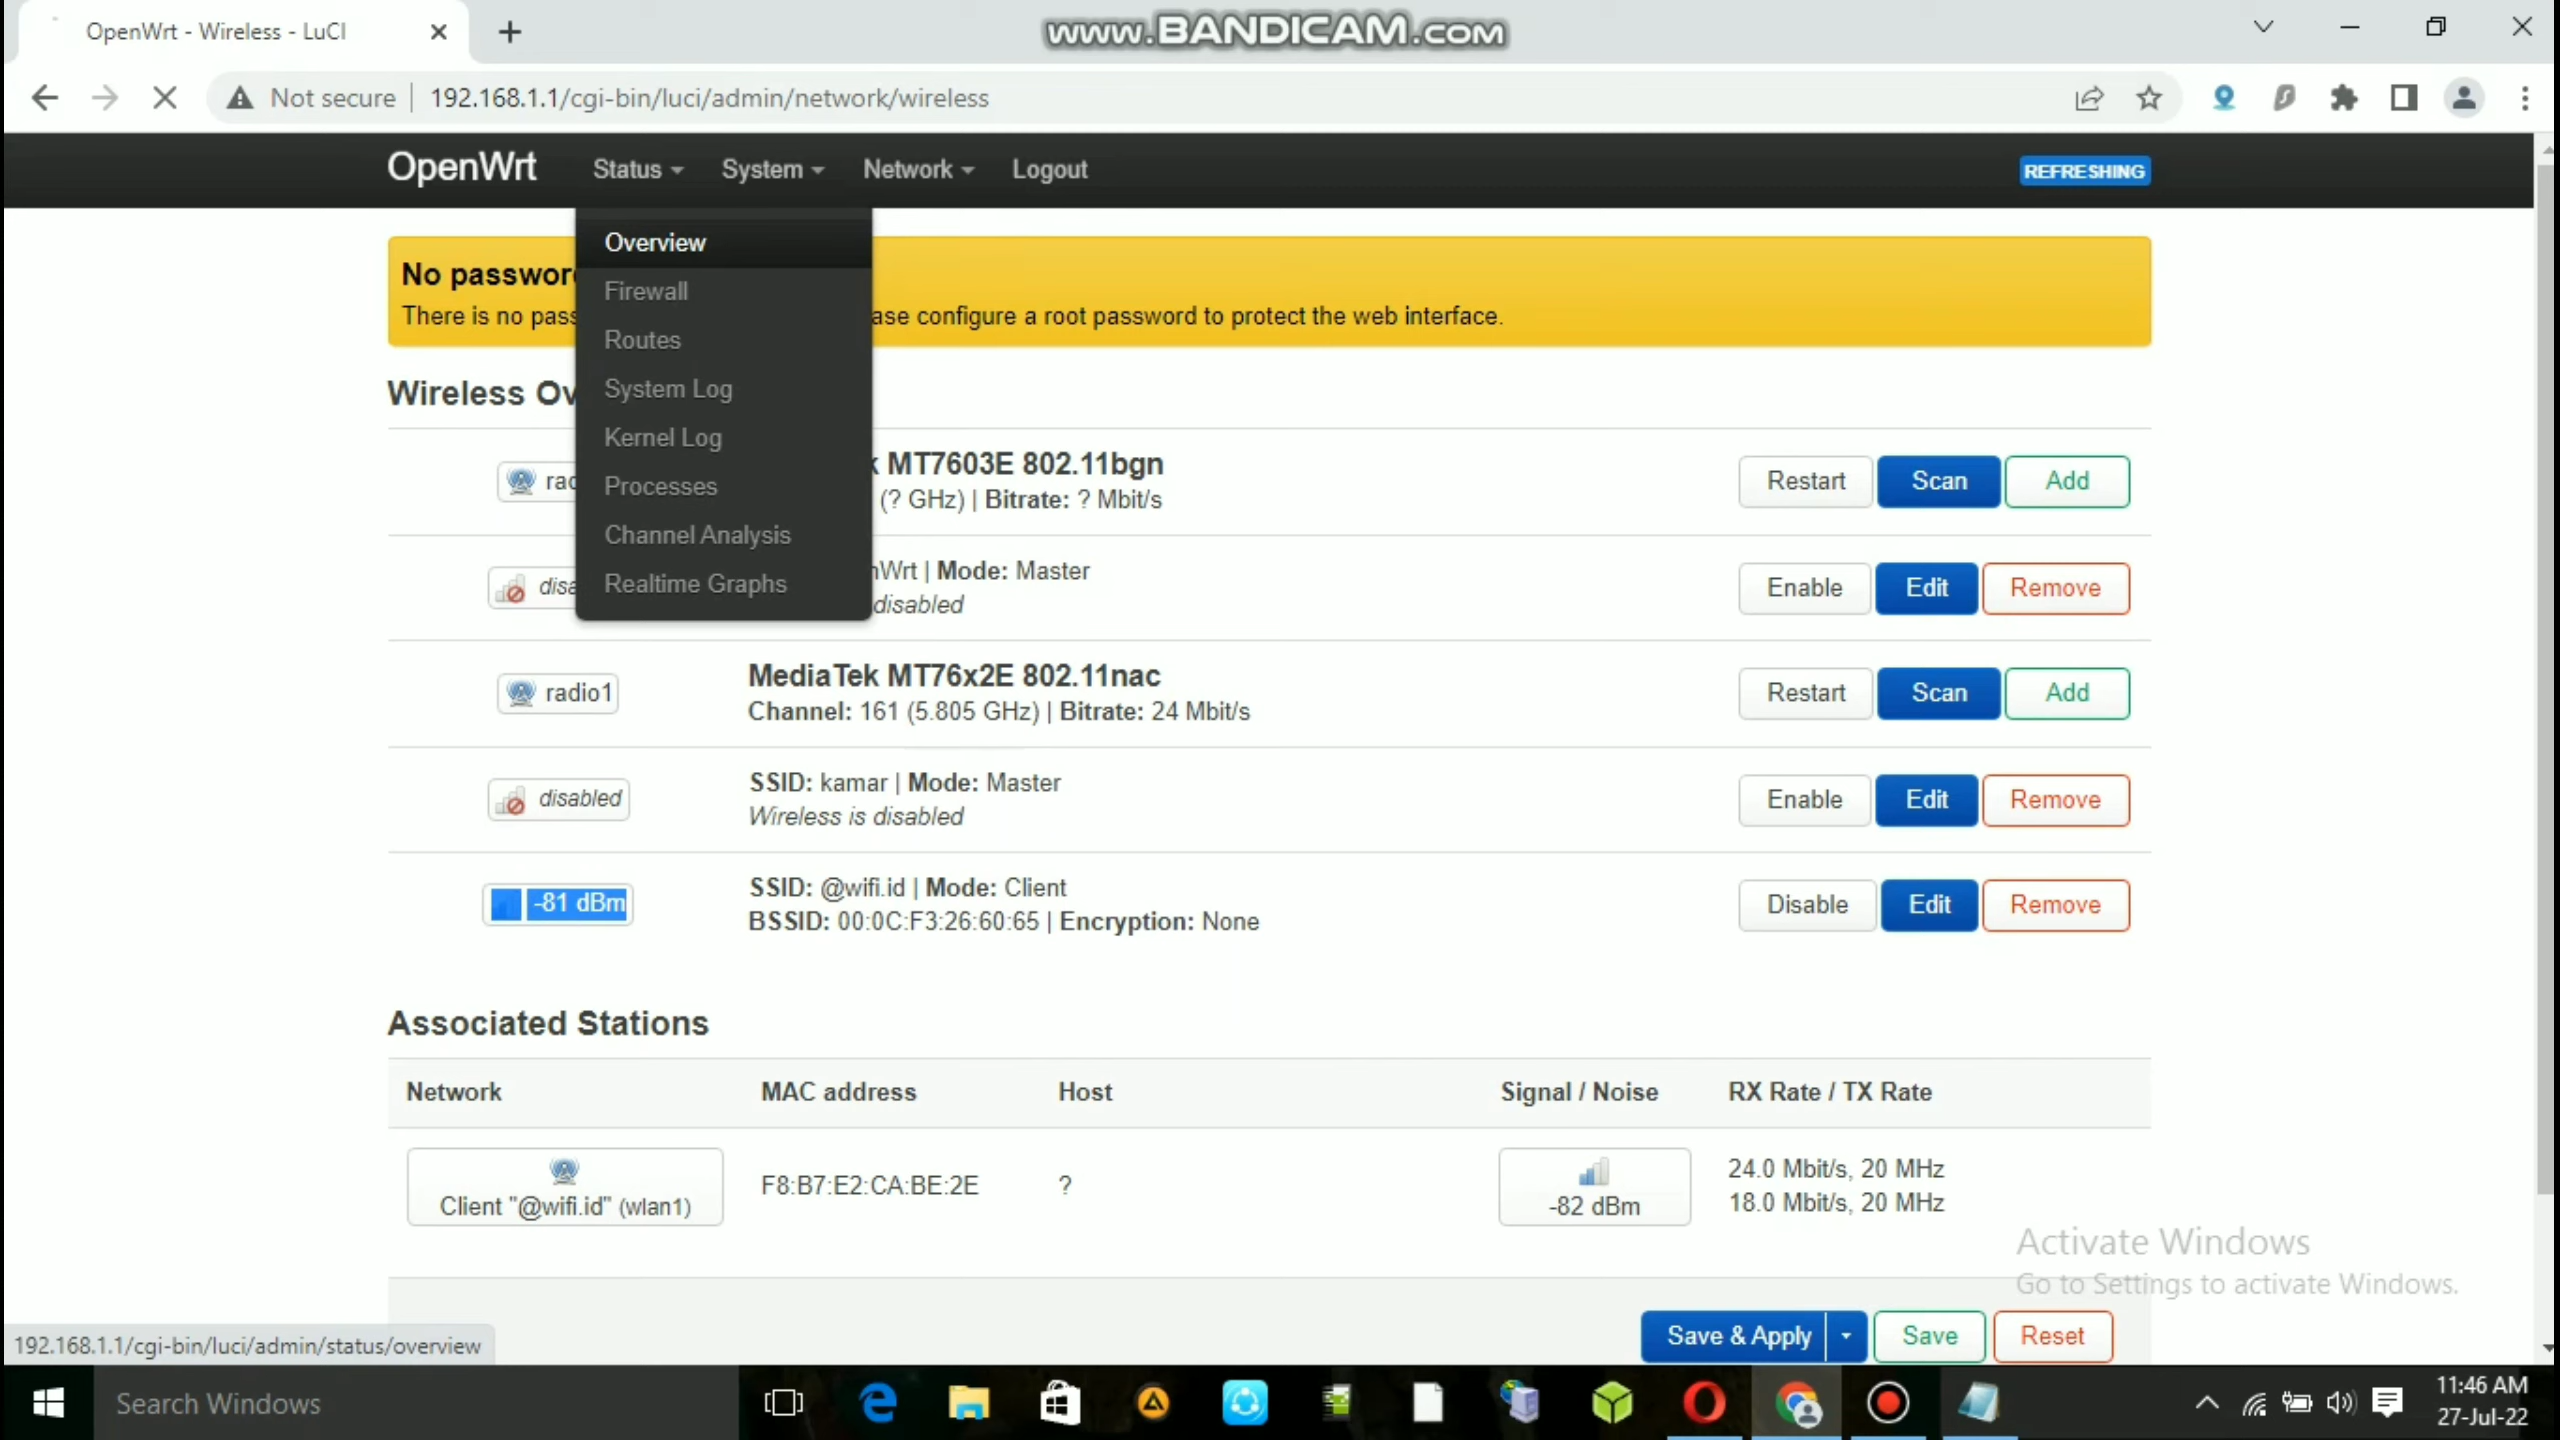 OpenWrt - Wireless - LuCI
www.BANDICAM.com
Not secure
192.168.1.1/cgi-bin/luci/admin/network/wireless
OpenWrt
Status
System
Network
Logout
REFRESHING
Overview
Firewall
Routes
System Log
Kernel Log
Processes
Channel Analysis
Realtime Graphs
No passwor
There is no pass
ase configure a root password to protect the web interface.
Wireless Ov
rad
k MT7603E 802.11bgn
(? GHz) | Bitrate: ? Mbit/s
Restart
Scan
Add
disa
nWrt | Mode: Master
disabled
Enable
Edit
Remove
radio1
MediaTek MT76x2E 802.11nac
Channel: 161 (5.805 GHz) | Bitrate: 24 Mbit/s
Restart
Scan
Add
disabled
SSID: kamar | Mode: Master
Wireless is disabled
Enable
Edit
Remove
-81 dBm
SSID: @wifi.id | Mode: Client
BSSID: 00:0C:F3:26:60:65 | Encryption: None
Disable
Edit
Remove
Associated Stations
Network
MAC address
Host
Signal / Noise
RX Rate / TX Rate
Client "@wifi.id" (wlan1)
F8:B7:E2:CA:BE:2E
?
-82 dBm
24.0 Mbit/s, 20 MHz
18.0 Mbit/s, 20 MHz
Activate Windows
Go to Settings to activate Windows.
Save & Apply
Save
Reset
192.168.1.1/cgi-bin/luci/admin/status/overview
Search Windows
11:46 AM
27-Jul-22